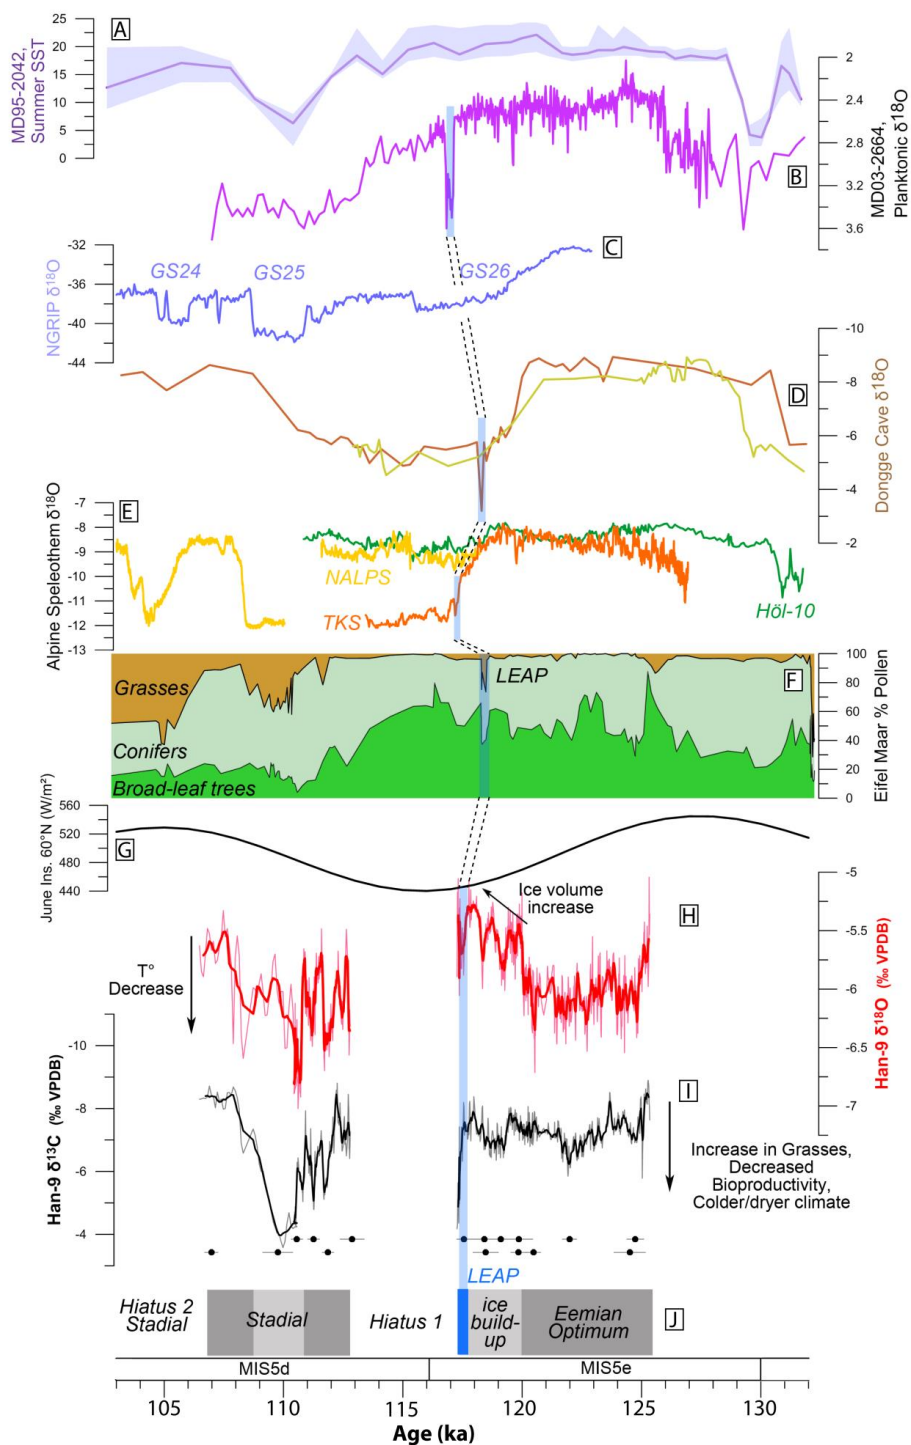 A
MD95-2042,
Summer SST
25
20
15
10
5
0
2
2.4
2.8
3.2
3.6
MD03-2664,
Planktonic δ18O
B
C
NGRIP δ18O
-32
-36
-40
-44
GS24
GS25
GS26
D
-10
-8
-6
-4
-2
Dongge Cave δ18O
E
Alpine Speleothem δ18O
-7
-8
-9
-10
-11
-12
-13
NALPS
TKS
Höl-10
F
Grasses
LEAP
Conifers
Broad-leaf trees
100
80
60
40
20
0
Eifel Maar % Pollen
G
June Ins. 60°N (W/m²)
560
520
480
440
Ice volume
increase
H
-5
-5.5
-6
-6.5
-7
Han-9 δ18O (‰ VPDB)
T°
Decrease
I
Han-9 δ13C (‰ VPDB)
-10
-8
-6
-4
Increase in Grasses,
Decreased
Bioproductivity,
Colder/dryer climate
LEAP
Hiatus 2
Stadial
Stadial
Hiatus 1
ice
build-
up
Eemian
Optimum
J
MIS5d
MIS5e
105
110
115
120
125
130
Age (ka)